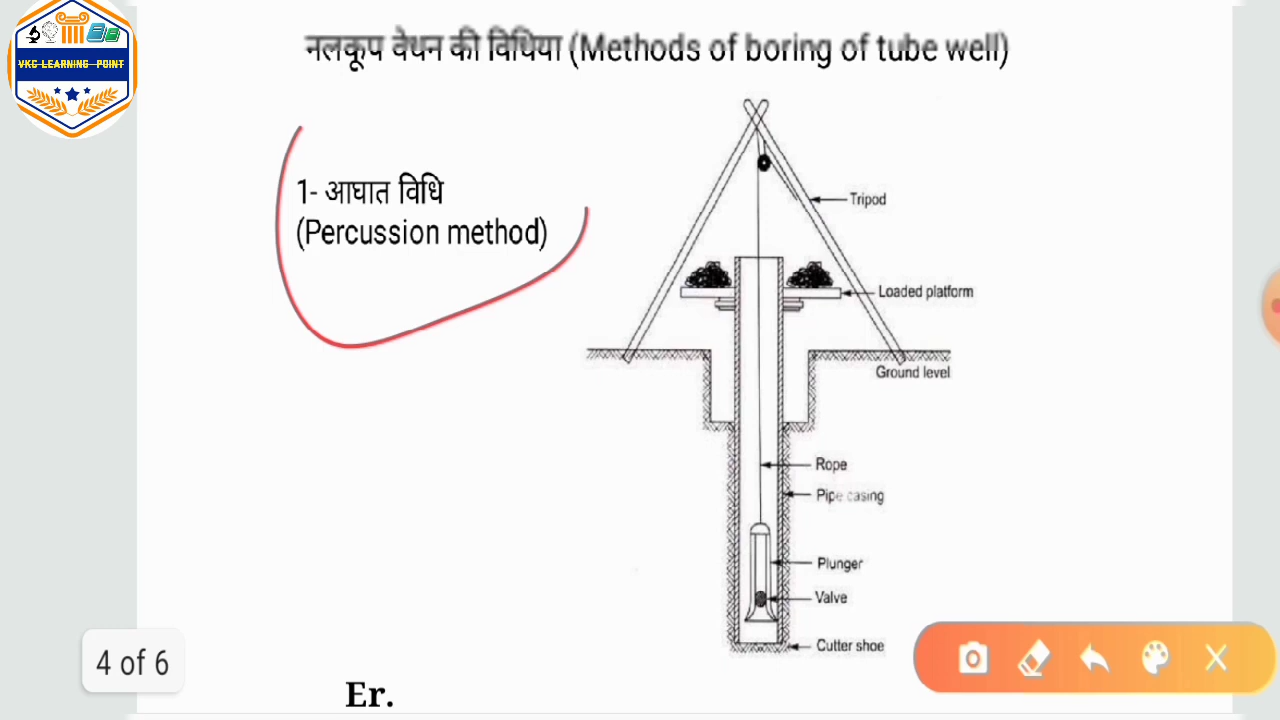 VKG LEARNING POINT
नलकूप वेधन की विधिया (Methods of boring of tube well)
1- आघात विधि
(Percussion method)
Tripod
Loaded platform
Ground level
Rope
Pipe casing
Plunger
Valve
Cutter shoe
4 of 6
Er.